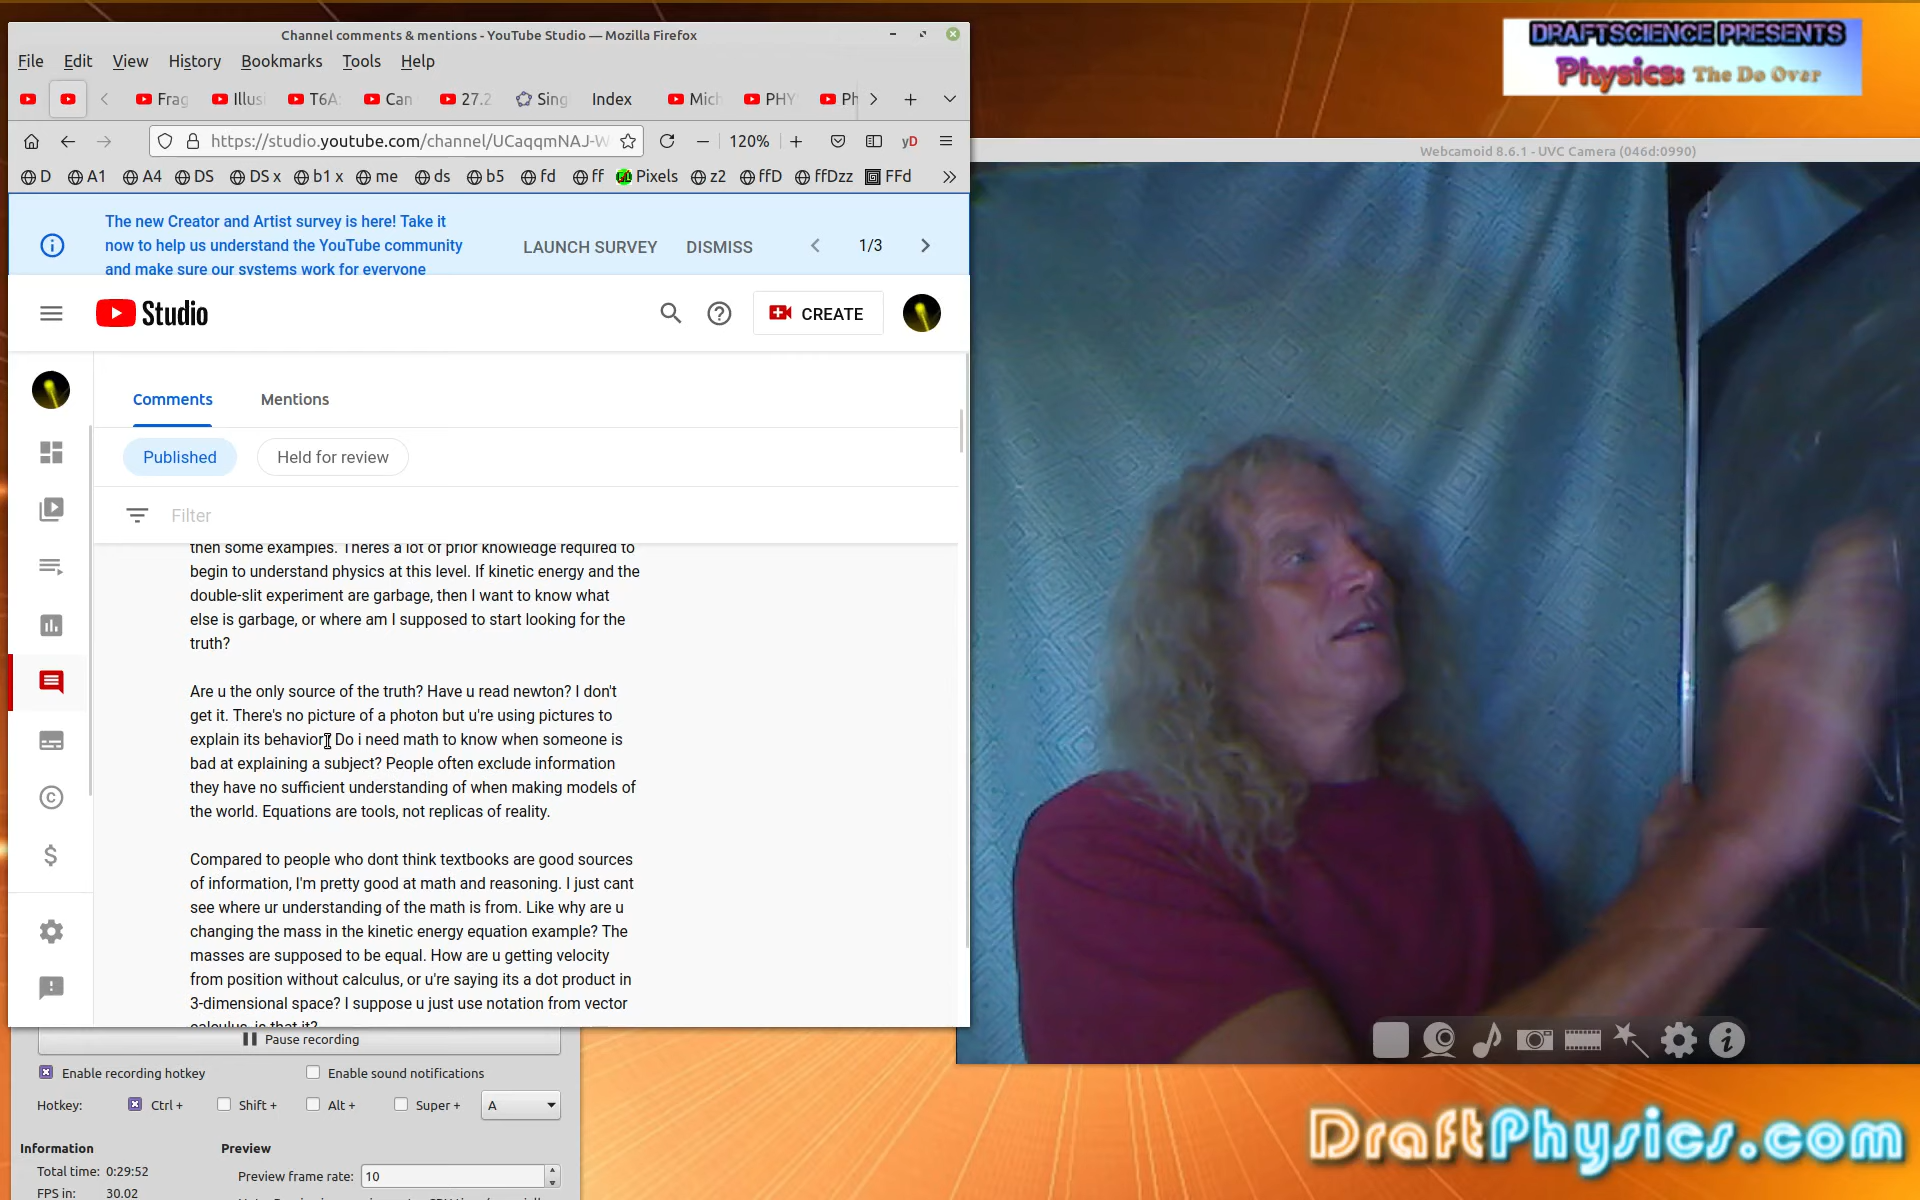 Channel comments & mentions - YouTube Studio — Mozilla Firefox
File Edit View History Bookmarks Tools Help
Frag Illus T6A: Can 27.2 Sing Index Mich PHY Ph
https://studio.youtube.com/channel/UCaqqmNAJ-W 120% yD
D A1 A4 DS DS x b1 x me ds b5 fd ff Pixels z2 ffD ffDzz FFd
The new Creator and Artist survey is here! Take it
now to help us understand the YouTube community
and make sure our systems work for everyone
LAUNCH SURVEY DISMISS 1/3
Studio
CREATE
Comments Mentions
Published Held for review
Filter
then some examples. Theres a lot of prior knowledge required to
begin to understand physics at this level. If kinetic energy and the
double-slit experiment are garbage, then I want to know what
else is garbage, or where am I supposed to start looking for the
truth?
Are u the only source of the truth? Have u read newton? I don't
get it. There's no picture of a photon but u're using pictures to
explain its behavior? Do i need math to know when someone is
bad at explaining a subject? People often exclude information
they have no sufficient understanding of when making models of
the world. Equations are tools, not replicas of reality.
Compared to people who dont think textbooks are good sources
of information, I'm pretty good at math and reasoning. I just cant
see where ur understanding of the math is from. Like why are u
changing the mass in the kinetic energy equation example? The
masses are supposed to be equal. How are u getting velocity
from position without calculus, or u're saying its a dot product in
3-dimensional space? I suppose u just use notation from vector
calculus, is that it?
Pause recording
Enable recording hotkey Enable sound notifications
Hotkey: Ctrl + Shift + Alt + Super + A
Information Preview
Total time: 0:29:52
Preview frame rate: 10
FPS in: 30.02
DRAFTSCIENCE PRESENTS
Physics: The Do Over
Webcamoid 8.6.1 - UVC Camera (046d:0990)
DraftPhysics.com